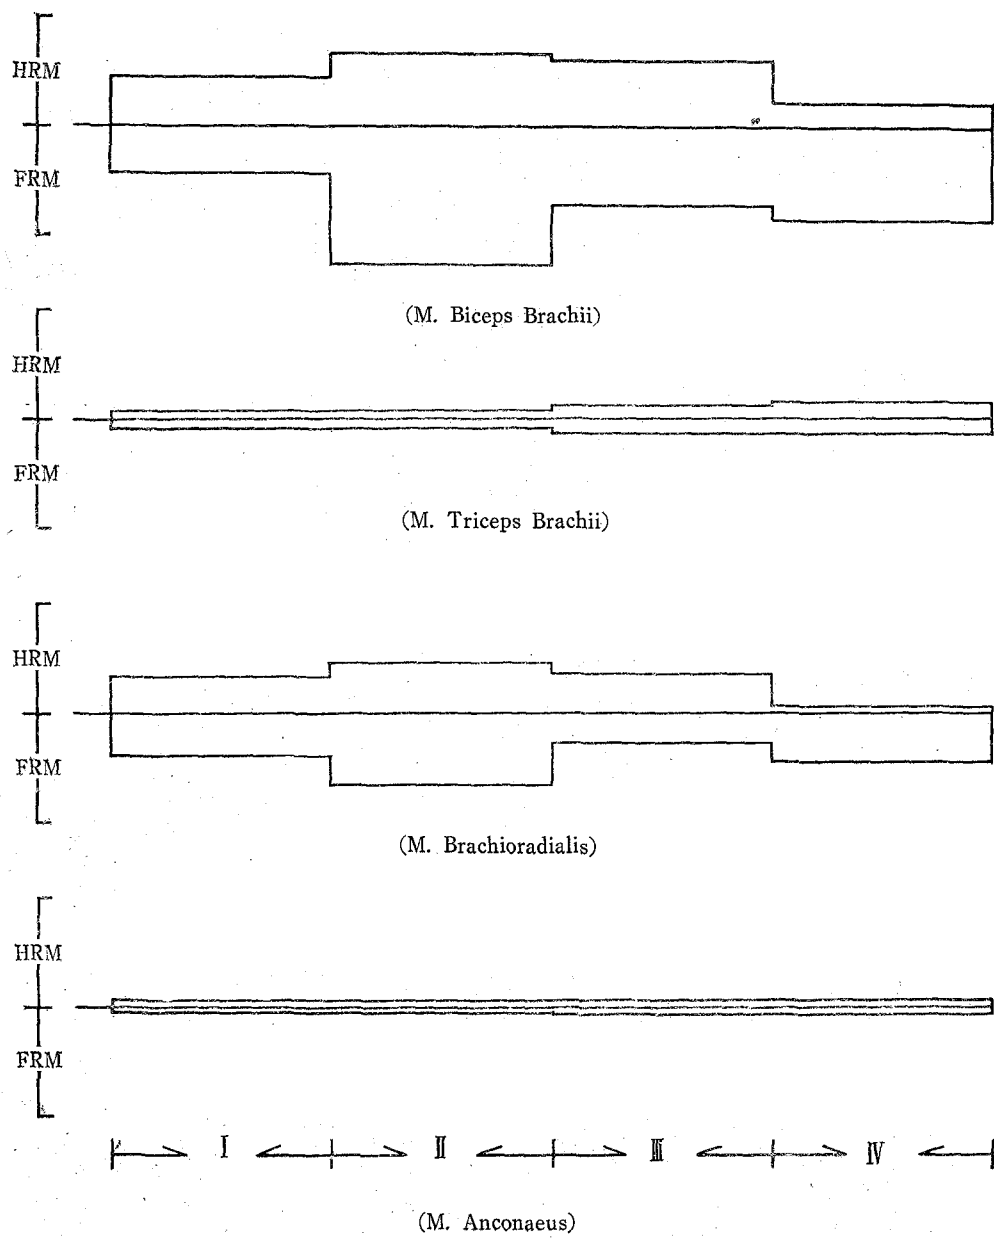 HRM
FRM
(M. Biceps Brachii)
HRM
FRM
(M. Triceps Brachii)
HRM
FRM
(M. Brachioradialis)
HRM
FRM
I II III IV
(M. Anconaeus)